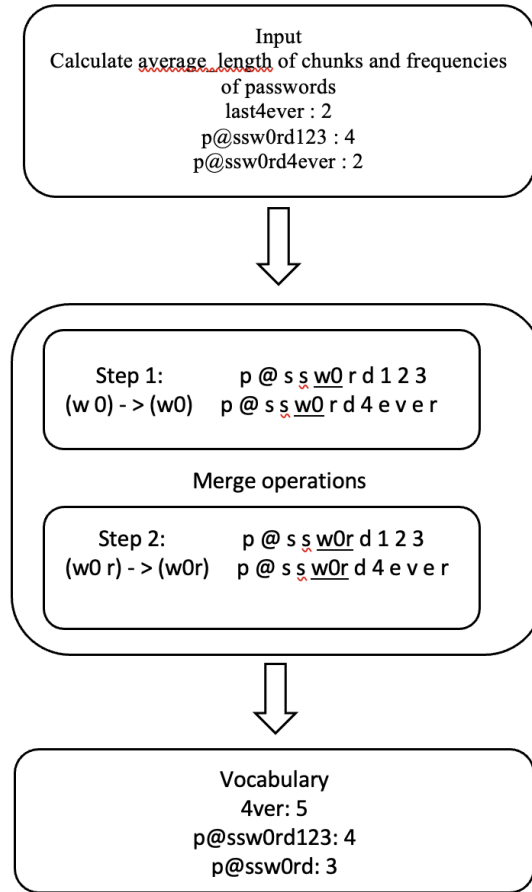 Input
Calculate average_length of chunks and frequencies
of passwords
last4ever : 2
p@ssw0rd123 : 4
p@ssw0rd4ever : 2
Step 1: p @ s s w0 r d 1 2 3
(w 0) - > (w0) p @ s s w0 r d 4 e v e r
Merge operations
Step 2: p @ s s w0r d 1 2 3
(w0 r) - > (w0r) p @ s s w0r d 4 e v e r
Vocabulary
4ver: 5
p@ssw0rd123: 4
p@ssw0rd: 3